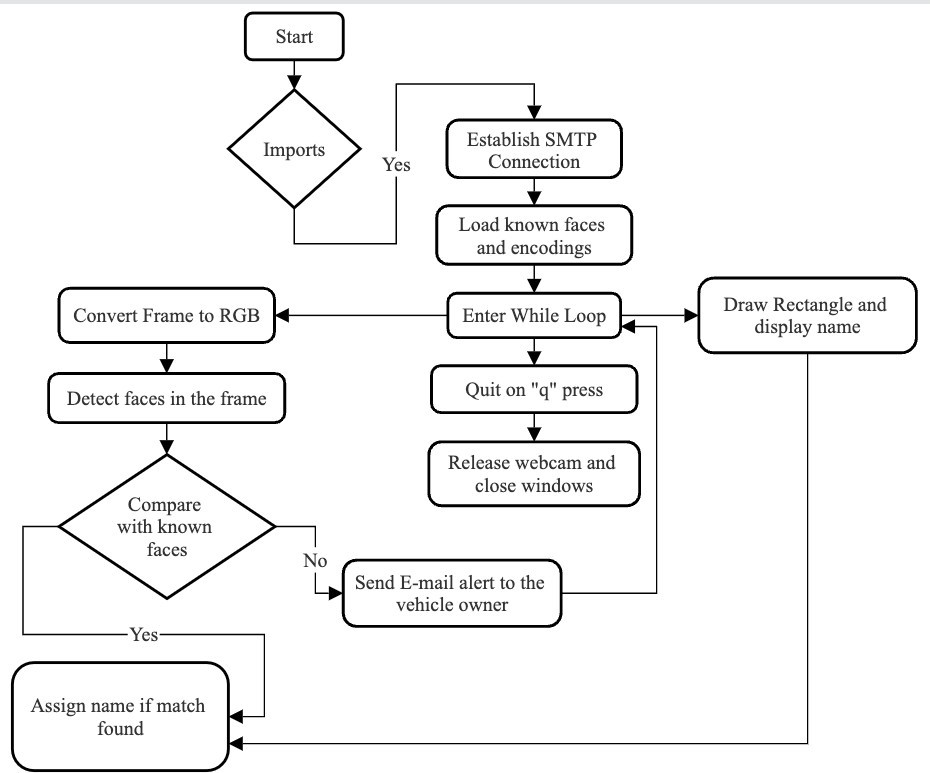 Start
Imports
Yes
Establish SMTP
Connection
Load known faces
and encodings
Convert Frame to RGB
Enter While Loop
Draw Rectangle and
display name
Detect faces in the frame
Quit on "q" press
Release webcam and
close windows
Compare
with known
faces
No
Send E-mail alert to the
vehicle owner
Yes
Assign name if match
found